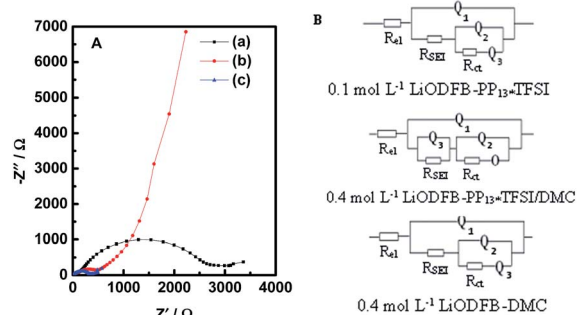 A
(a)
(b)
(c)
-Z″ / Ω
7000
6000
5000
4000
3000
2000
1000
0
0 1000 2000 3000 4000
Z′ / Ω
B
Q1
Q2
Rel
RSEI
Rct Q3
0.1 mol L-1 LiODFB-PP13*TFSI
Q1
Q3 Q2
Rel
RSEI Rct
0.4 mol L-1 LiODFB-PP13*TFSI/DMC
Q1
Q2
Rel
RSEI
Rct Q3
0.4 mol L-1 LiODFB-DMC